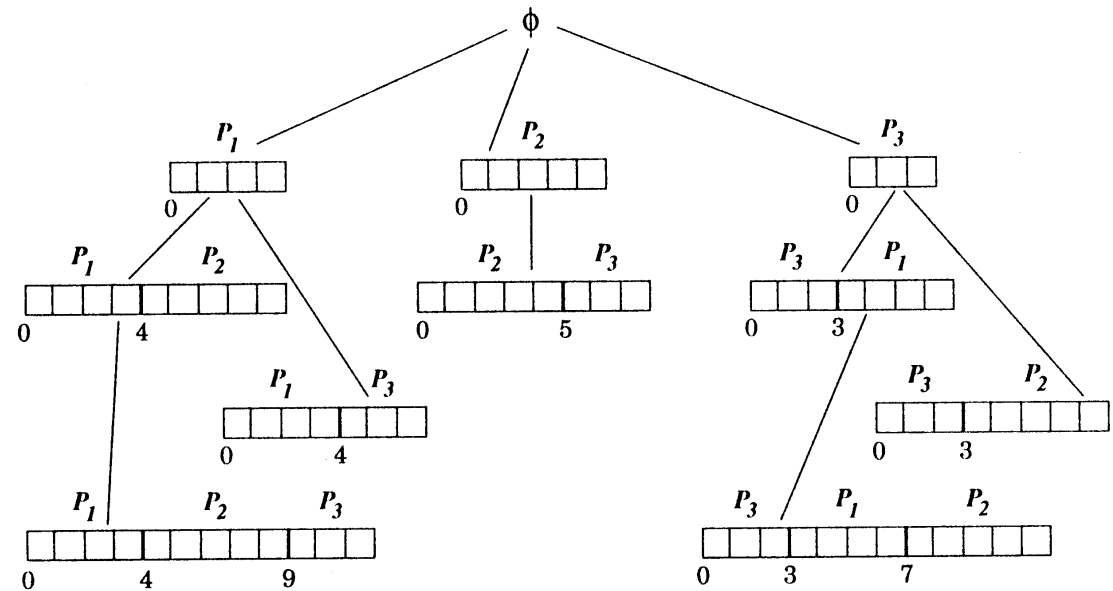 ϕ
P₁
P₂
P₃
0
0
0
P₁ P₂
P₂ P₃
P₃ P₁
0 4
0 5
0 3
P₁ P₃
P₃ P₂
0 4
0 3
P₁ P₂ P₃
P₃ P₁ P₂
0 4 9
0 3 7